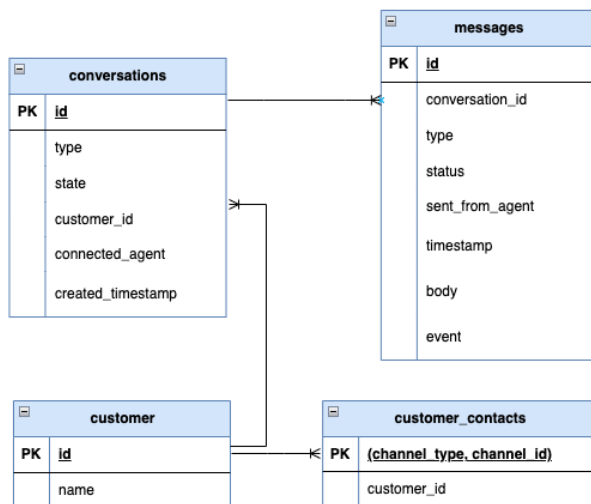 conversations
PK id
type
state
customer_id
connected_agent
created_timestamp
messages
PK id
conversation_id
type
status
sent_from_agent
timestamp
body
event
customer
PK id
name
customer_contacts
PK (channel_type, channel_id)
customer_id